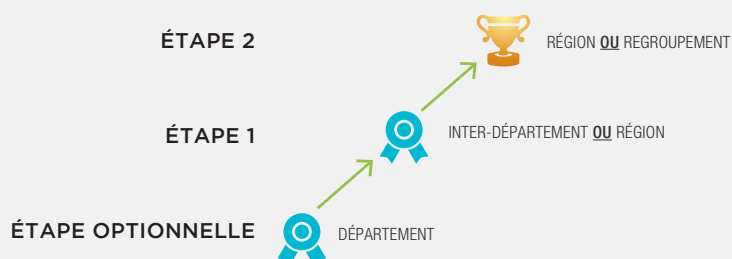 ÉTAPE 2 RÉGION OU REGROUPEMENT
ÉTAPE 1 INTER-DÉPARTEMENT OU RÉGION
ÉTAPE OPTIONNELLE DÉPARTEMENT